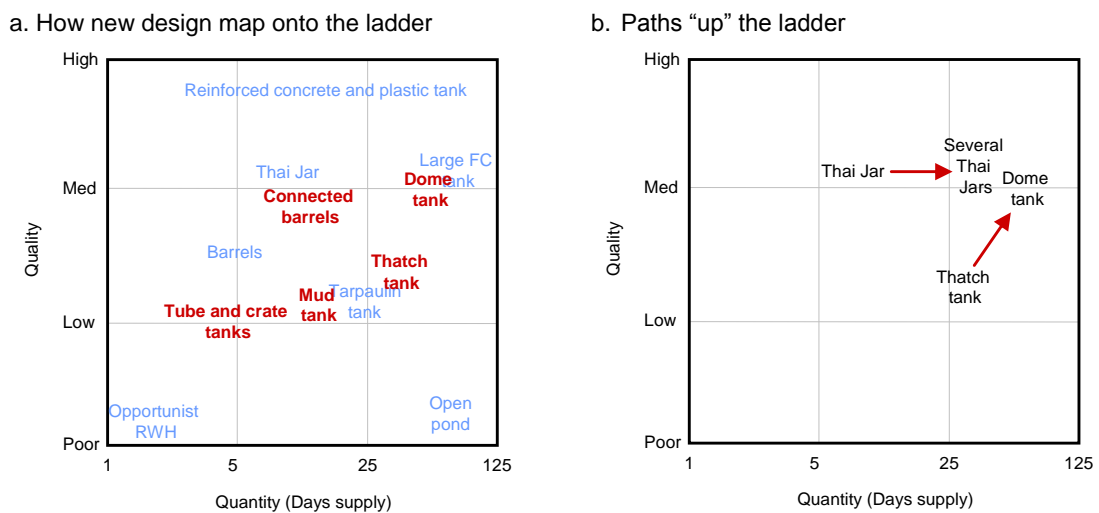 a. How new design map onto the ladder
High
Reinforced concrete and plastic tank
Large FC
tank
Thai Jar
Dome
tank
Med
Connected
barrels
Barrels
Thatch
tank
Quality
Tarpaulin
tank
Mud
tank
Tube and crate
tanks
Low
Opportunist
RWH
Open
pond
Poor
1
5
25
125
Quantity (Days supply)
b. Paths “up” the ladder
High
Several
Thai
Jars
Thai Jar
Dome
tank
Med
Quality
Thatch
tank
Low
Poor
1
5
25
125
Quantity (Days supply)